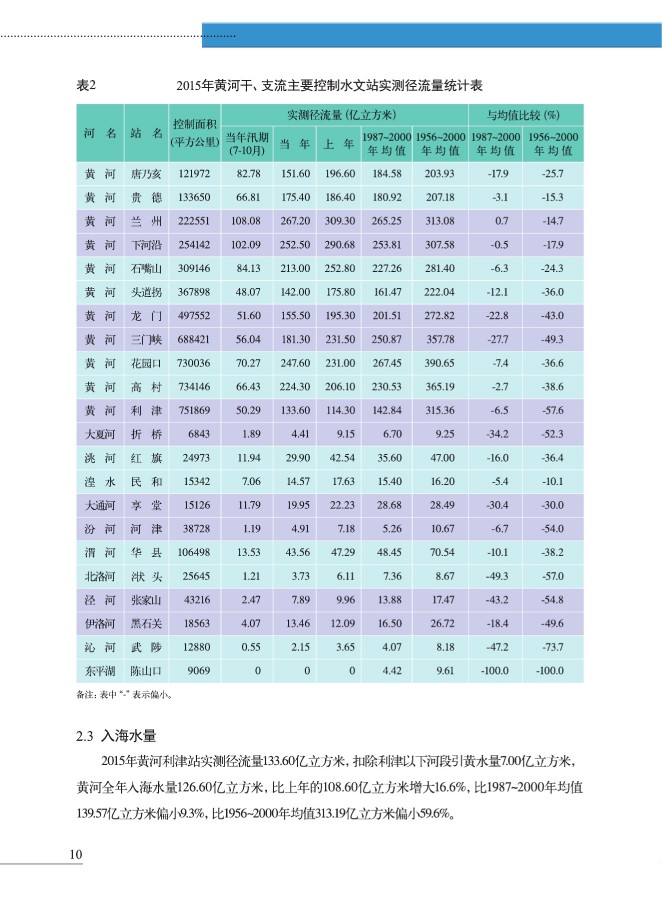 表2 2015年黄河干、支流主要控制水文站实测径流量统计表
河 名 站 名 控制面积 (平方公里) 实测径流量 (亿立方米) 与均值比较 (%)
当年汛期 (7-10月) 当 年 上 年 1987~2000 年 均 值 1956~2000 年 均 值 1987~2000 年 均 值 1956~2000 年 均 值
黄 河 唐乃亥 121972 82.78 151.60 196.60 184.58 203.93 -17.9 -25.7
黄 河 贵 德 133650 66.81 175.40 186.40 180.92 207.18 -3.1 -15.3
黄 河 兰 州 222551 108.08 267.20 309.30 265.25 313.08 0.7 -14.7
黄 河 下河沿 254142 102.09 252.50 290.68 253.81 307.58 -0.5 -17.9
黄 河 石嘴山 309146 84.13 213.00 252.80 227.26 281.40 -6.3 -24.3
黄 河 头道拐 367898 48.07 142.00 175.80 161.47 222.04 -12.1 -36.0
黄 河 龙 门 497552 51.60 155.50 195.30 201.51 272.82 -22.8 -43.0
黄 河 三门峡 688421 56.04 181.30 231.50 250.87 357.78 -27.7 -49.3
黄 河 花园口 730036 70.27 247.60 231.00 267.45 390.65 -7.4 -36.6
黄 河 高 村 734146 66.43 224.30 206.10 230.53 365.19 -2.7 -38.6
黄 河 利 津 751869 50.29 133.60 114.30 142.84 315.36 -6.5 -57.6
大夏河 折 桥 6843 1.89 4.41 9.15 6.70 9.25 -34.2 -52.3
洮 河 红 旗 24973 11.94 29.90 42.54 35.60 47.00 -16.0 -36.4
湟 水 民 和 15342 7.06 14.57 17.63 15.40 16.20 -5.4 -10.1
大通河 享 堂 15126 11.79 19.95 22.23 28.68 28.49 -30.4 -30.0
汾 河 河 津 38728 1.19 4.91 7.18 5.26 10.67 -6.7 -54.0
渭 河 华 县 106498 13.53 43.56 47.29 48.45 70.54 -10.1 -38.2
北洛河 㳇 头 25645 1.21 3.73 6.11 7.36 8.67 -49.3 -57.0
泾 河 张家山 43216 2.47 7.89 9.96 13.88 17.47 -43.2 -54.8
伊洛河 黑石关 18563 4.07 13.46 12.09 16.50 26.72 -18.4 -49.6
沁 河 武 陟 12880 0.55 2.15 3.65 4.07 8.18 -47.2 -73.7
东平湖 陈山口 9069 0 0 0 4.42 9.61 -100.0 -100.0
备注：表中 “-” 表示偏小。
2.3 入海水量
2015年黄河利津站实测径流量133.60亿立方米，扣除利津以下河段引黄水量7.00亿立方米，
黄河全年入海水量126.60亿立方米，比上年的108.60亿立方米增大16.6%，比1987~2000年均值
139.57亿立方米偏小9.3%，比1956~2000年均值313.19亿立方米偏小59.6%。
10